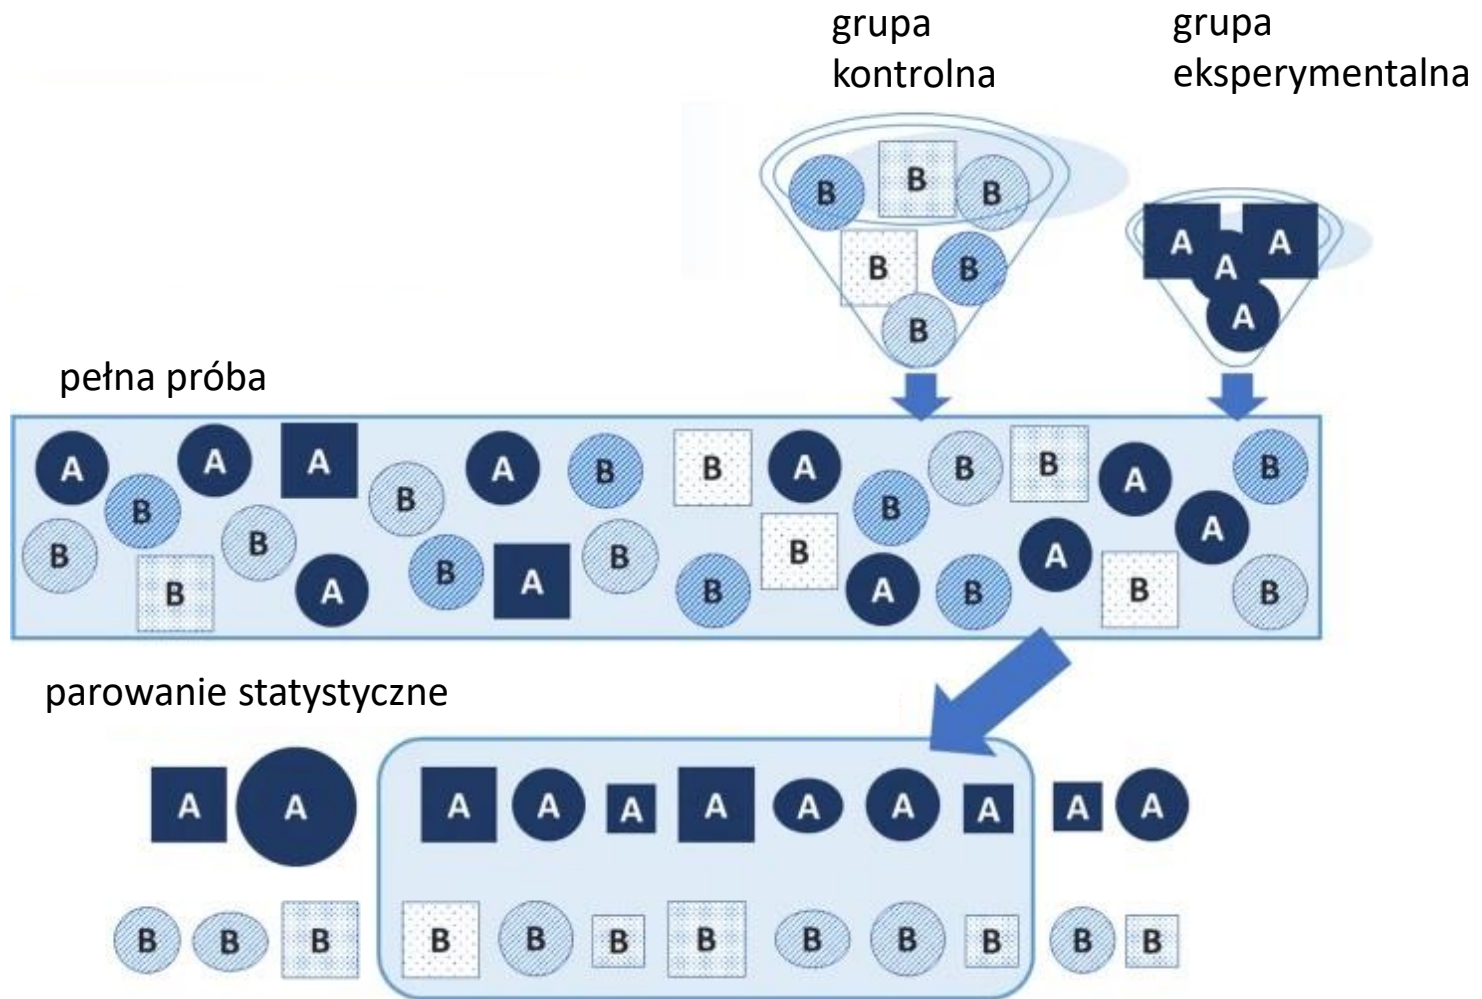 grupa
kontrolna
grupa
eksperymentalna
B B B
B B
B
A A
A
A
pełna próba
A A A A B B A B B A B
B B B A
B B B A B B A B
B A B A B B
parowanie statystyczne
A A A A A A A A A A A
B B B B B B B B B B B B